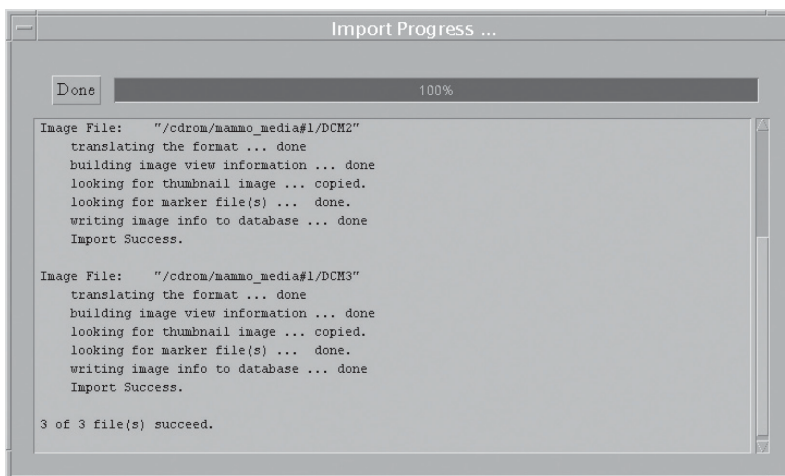 Import Progress ...
Done
100%
Image File:    "/cdrom/mammo_media#1/DCM2"
translating the format ... done
building image view information ... done
looking for thumbnail image ... copied.
looking for marker file(s) ...  done.
writing image info to database ... done
Import Success.
Image File:    "/cdrom/mammo_media#1/DCM3"
translating the format ... done
building image view information ... done
looking for thumbnail image ... copied.
looking for marker file(s) ...  done.
writing image info to database ... done
Import Success.
3 of 3 file(s) succeed.